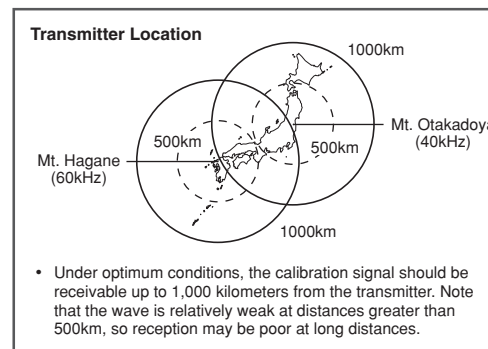 Transmitter Location
1000km
500km
Mt. Otakadoya
(40kHz)
500km
Mt. Hagane
(60kHz)
1000km
• Under optimum conditions, the calibration signal should be
receivable up to 1,000 kilometers from the transmitter. Note
that the wave is relatively weak at distances greater than
500km, so reception may be poor at long distances.